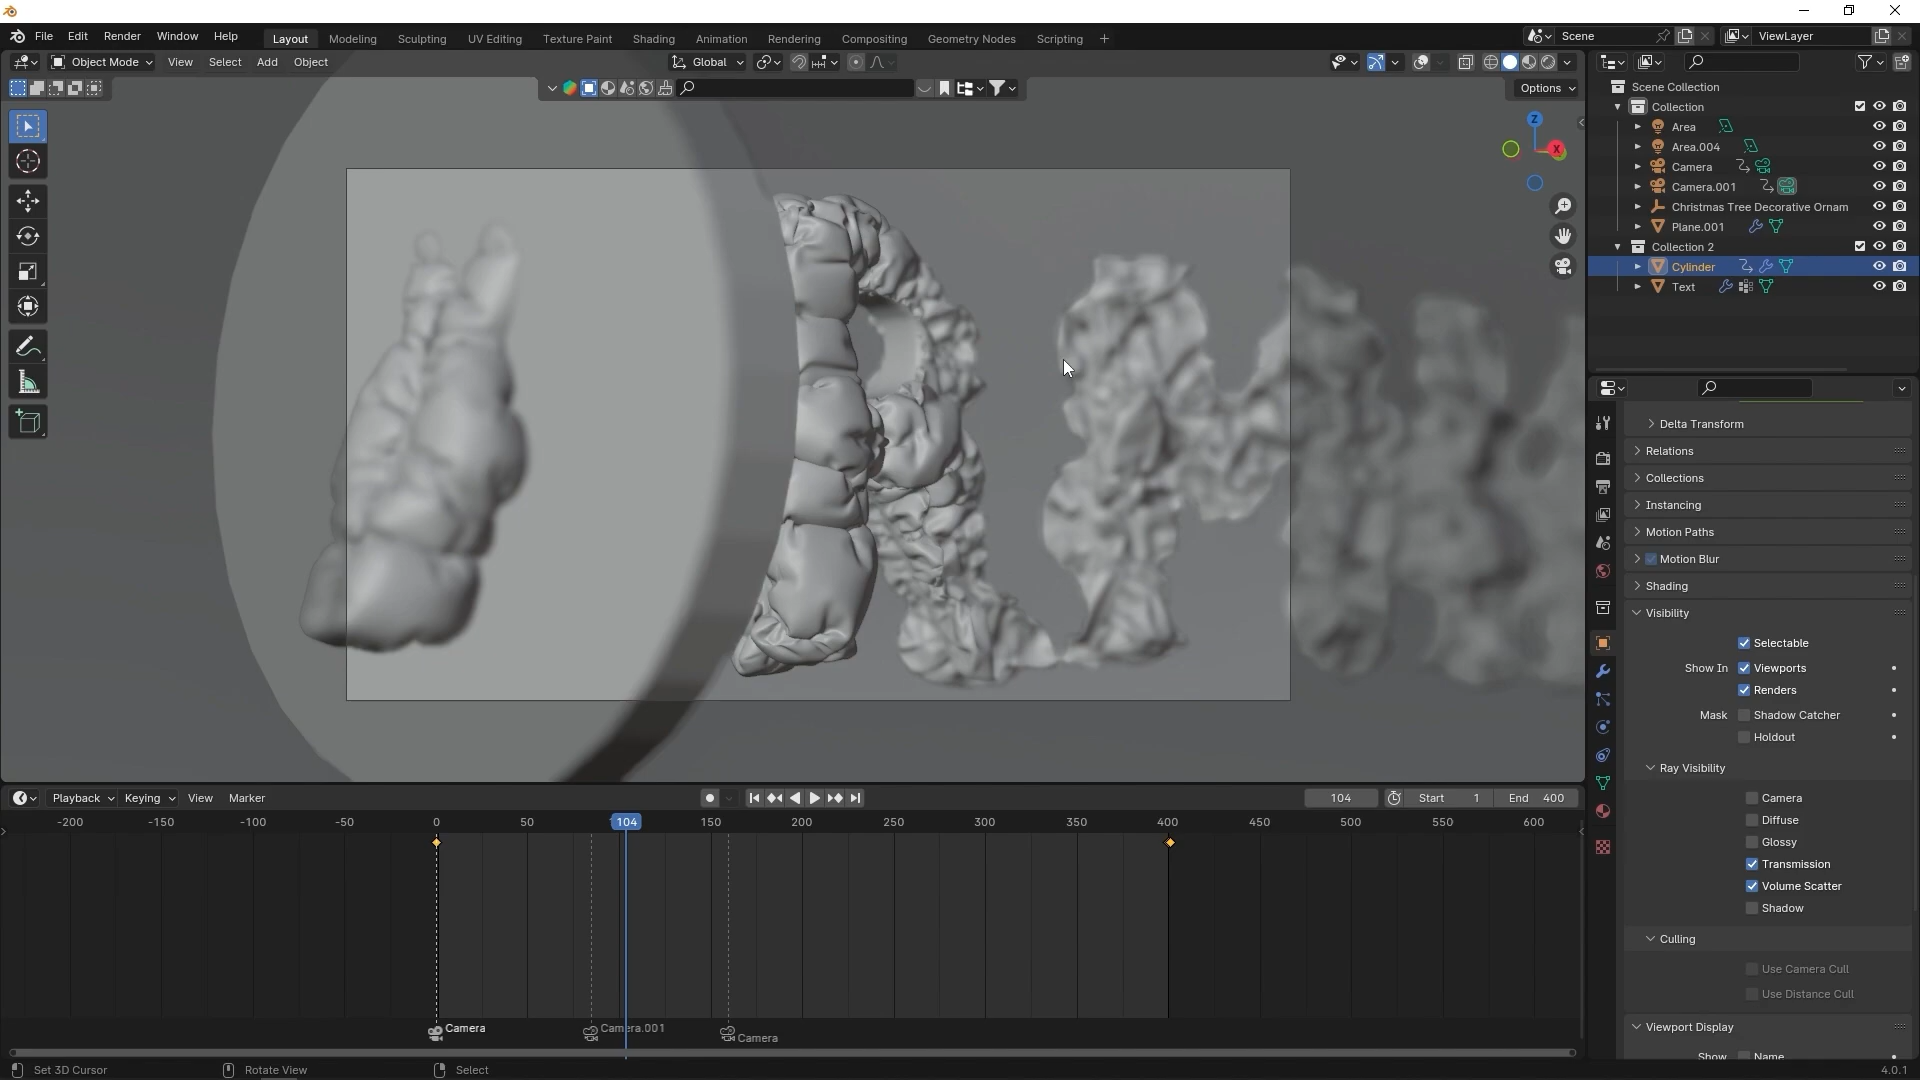 File Edit Render Window Help
Layout Modeling Sculpting UV Editing Texture Paint Shading Animation Rendering Compositing Geometry Nodes Scripting +
Scene
ViewLayer
Object Mode View Select Add Object
Global
Options
Z
X
Scene Collection
Collection
Area
Area.004
Camera
Camera.001
Christmas Tree Decorative Ornam
Plane.001
Collection 2
Cylinder
Text
Delta Transform
Relations
Collections
Instancing
Motion Paths
Motion Blur
Shading
Visibility
Selectable
Show In Viewports
Renders
Mask Shadow Catcher
Holdout
Ray Visibility
Camera
Diffuse
Glossy
Transmission
Volume Scatter
Shadow
Culling
Use Camera Cull
Use Distance Cull
Viewport Display
Show Name
Playback Keying View Marker
104
Start 1 End 400
-200 -150 -100 -50 0 50 104 150 200 250 300 350 400 450 500 550 600
Camera Camera.001 Camera
Set 3D Cursor Rotate View Select
4.0.1